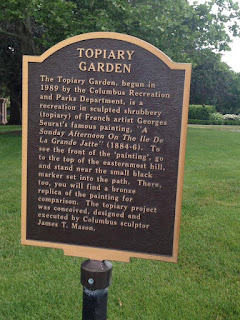 TOPIARY
GARDEN
The Topiary Garden, begun in
1989 by the Columbus Recreation
and Parks Department, is a
recreation in sculpted shrubbery
(topiary) of French artist Georges
Seurat's famous painting, "A
Sunday Afternoon On The Ile De
La Grande Jatte" (1884-6). To
see the front of the 'painting', go
to the top of the easternmost hill,
and stand near the small black
marker set into the path. There,
too, you will find a bronze
replica of the painting for
comparison. The topiary project
was conceived, designed and
executed by Columbus sculptor
James T. Mason.